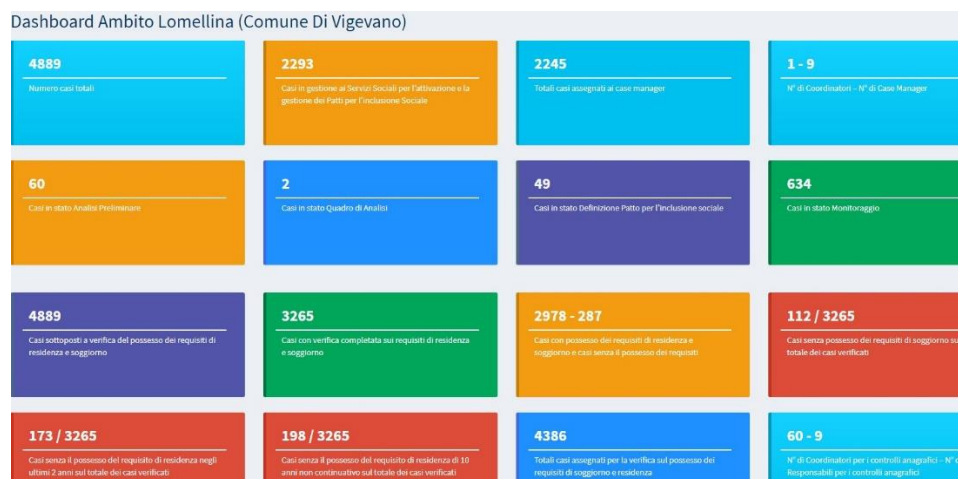 Dashboard Ambito Lomellina (Comune Di Vigevano)
4889
Numero casi totali
2293
Casi in gestione ai Servizi Sociali per l'attivazione e la
gestione dei Patti per l'inclusione Sociale
2245
Totali casi assegnati ai case manager
1 - 9
N° di Coordinatori – N° di Case Manager
60
Casi in stato Analisi Preliminare
2
Casi in stato Quadro di Analisi
49
Casi in stato Definizione Patto per l'inclusione sociale
634
Casi in stato Monitoraggio
4889
Casi sottoposti a verifica del possesso dei requisiti di
residenza e soggiorno
3265
Casi con verifica completata sui requisiti di residenza
e soggiorno
2978 - 287
Casi con possesso dei requisiti di residenza e
soggiorno e casi senza il possesso dei requisiti
112 / 3265
Casi senza possesso dei requisiti di soggiorno su
totale dei casi verificati
173 / 3265
Casi senza il possesso del requisito di residenza negli
ultimi 2 anni sul totale dei casi verificati
198 / 3265
Casi senza il possesso del requisito di residenza di 10
anni non continuativo sul totale dei casi verificati
4386
Totali casi assegnati per la verifica sul possesso dei
requisiti di soggiorno e residenza
60 - 9
N° di Coordinatori per i controlli anagrafici – N°
Responsabili per i controlli anagrafici